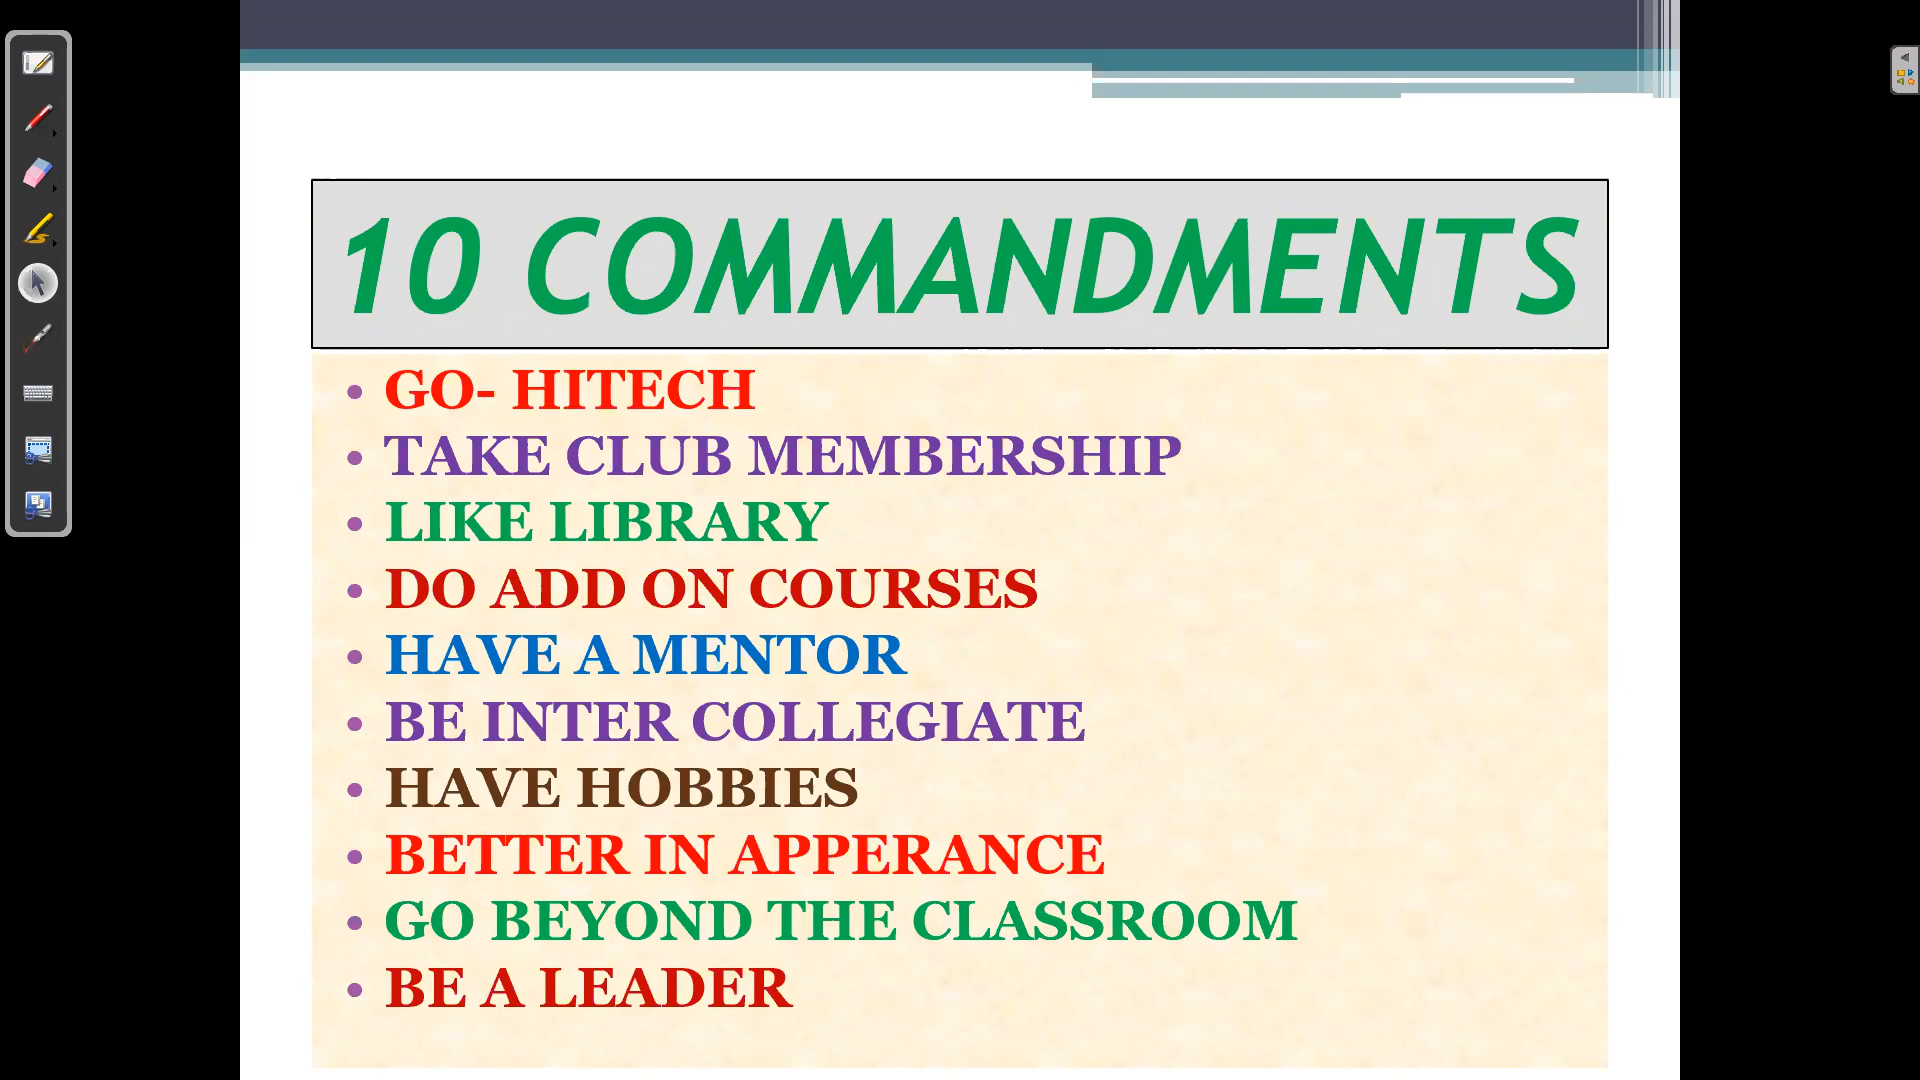 10 COMMANDMENTS
• GO- HITECH
• TAKE CLUB MEMBERSHIP
• LIKE LIBRARY
• DO ADD ON COURSES
• HAVE A MENTOR
• BE INTER COLLEGIATE
• HAVE HOBBIES
• BETTER IN APPERANCE
• GO BEYOND THE CLASSROOM
• BE A LEADER